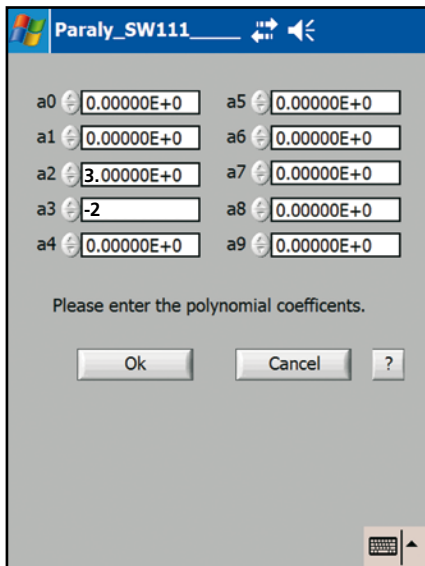 Paraly_SW111____
a0 0.00000E+0 a5 0.00000E+0
a1 0.00000E+0 a6 0.00000E+0
a2 3.00000E+0 a7 0.00000E+0
a3 -2 a8 0.00000E+0
a4 0.00000E+0 a9 0.00000E+0
Please enter the polynomial coefficents.
Ok Cancel ?